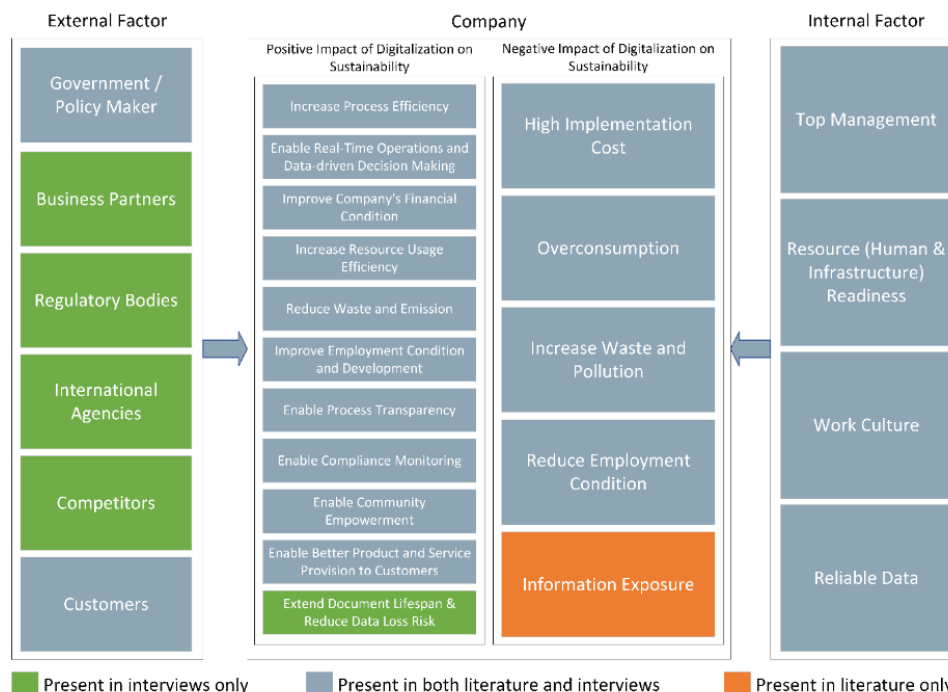 External Factor
Government /
Policy Maker
Business Partners
Regulatory Bodies
International
Agencies
Competitors
Customers
Company
Positive Impact of Digitalization on
Sustainability
Increase Process Efficiency
Enable Real-Time Operations and
Data-driven Decision Making
Improve Company's Financial
Condition
Increase Resource Usage
Efficiency
Reduce Waste and Emission
Improve Employment Condition
and Development
Enable Process Transparency
Enable Compliance Monitoring
Enable Community
Empowerment
Enable Better Product and Service
Provision to Customers
Extend Document Lifespan &
Reduce Data Loss Risk
Negative Impact of Digitalization on
Sustainability
High Implementation
Cost
Overconsumption
Increase Waste and
Pollution
Reduce Employment
Condition
Information Exposure
Internal Factor
Top Management
Resource (Human &
Infrastructure)
Readiness
Work Culture
Reliable Data
Present in interviews only
Present in both literature and interviews
Present in literature only